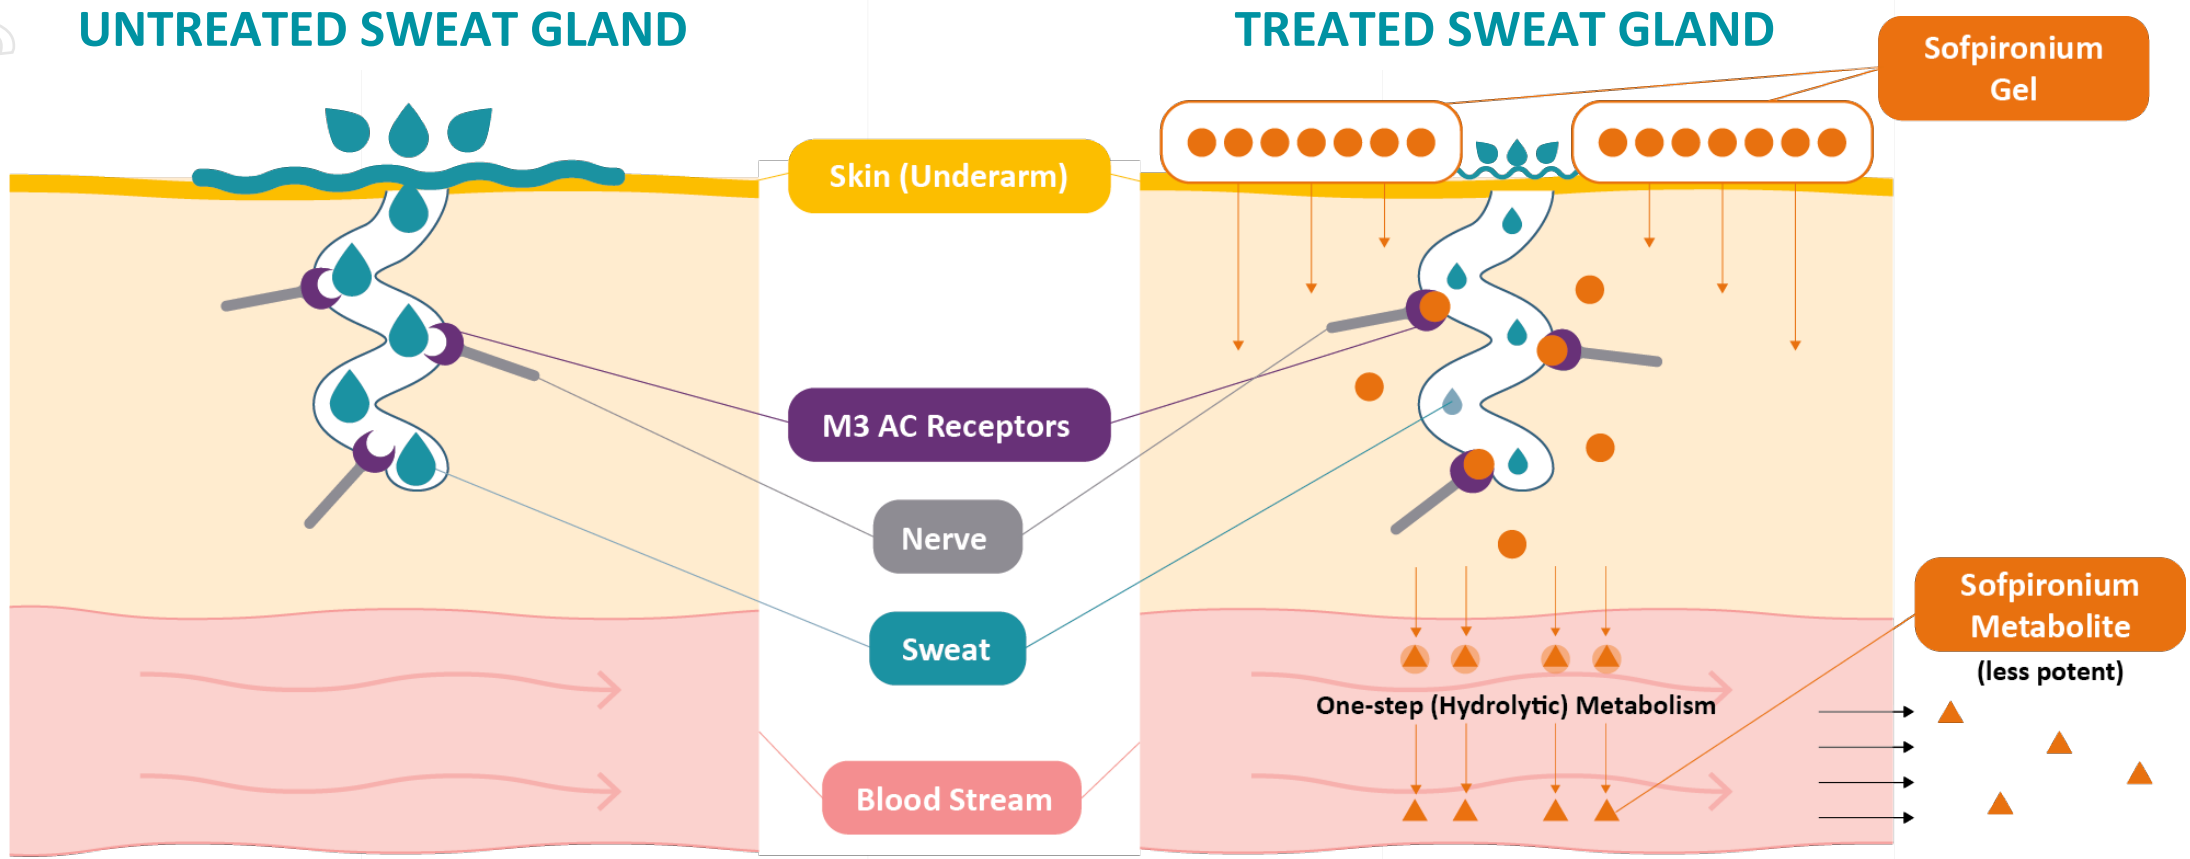 UNTREATED SWEAT GLAND
TREATED SWEAT GLAND
Sofpironium
Gel
Skin (Underarm)
M3 AC Receptors
Nerve
Sweat
Blood Stream
Sofpironium
Metabolite
(less potent)
One-step (Hydrolytic) Metabolism